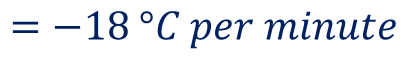 = −18 °C per minute